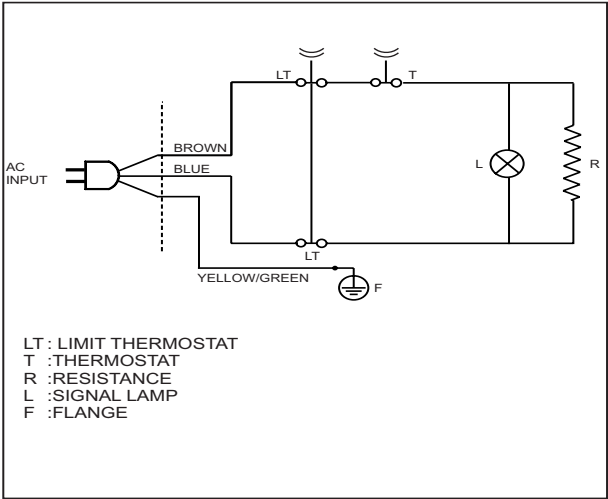 LT
T
BROWN
AC
INPUT
BLUE
L
R
LT
YELLOW/GREEN
F
LT : LIMIT THERMOSTAT
T :THERMOSTAT
R :RESISTANCE
L :SIGNAL LAMP
F :FLANGE